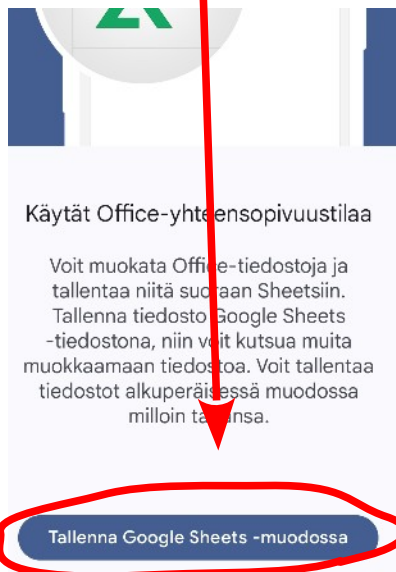 Käytät Office-yhteensopivuustilaa
Voit muokata Office-tiedostoja ja
tallentaa niitä suoraan Sheetsiin.
Tallenna tiedosto Google Sheets
-tiedostona, niin voit kutsua muita
muokkaamaan tiedostoa. Voit tallentaa
tiedostot alkuperäisessä muodossa
milloin tahansa.
Tallenna Google Sheets -muodossa